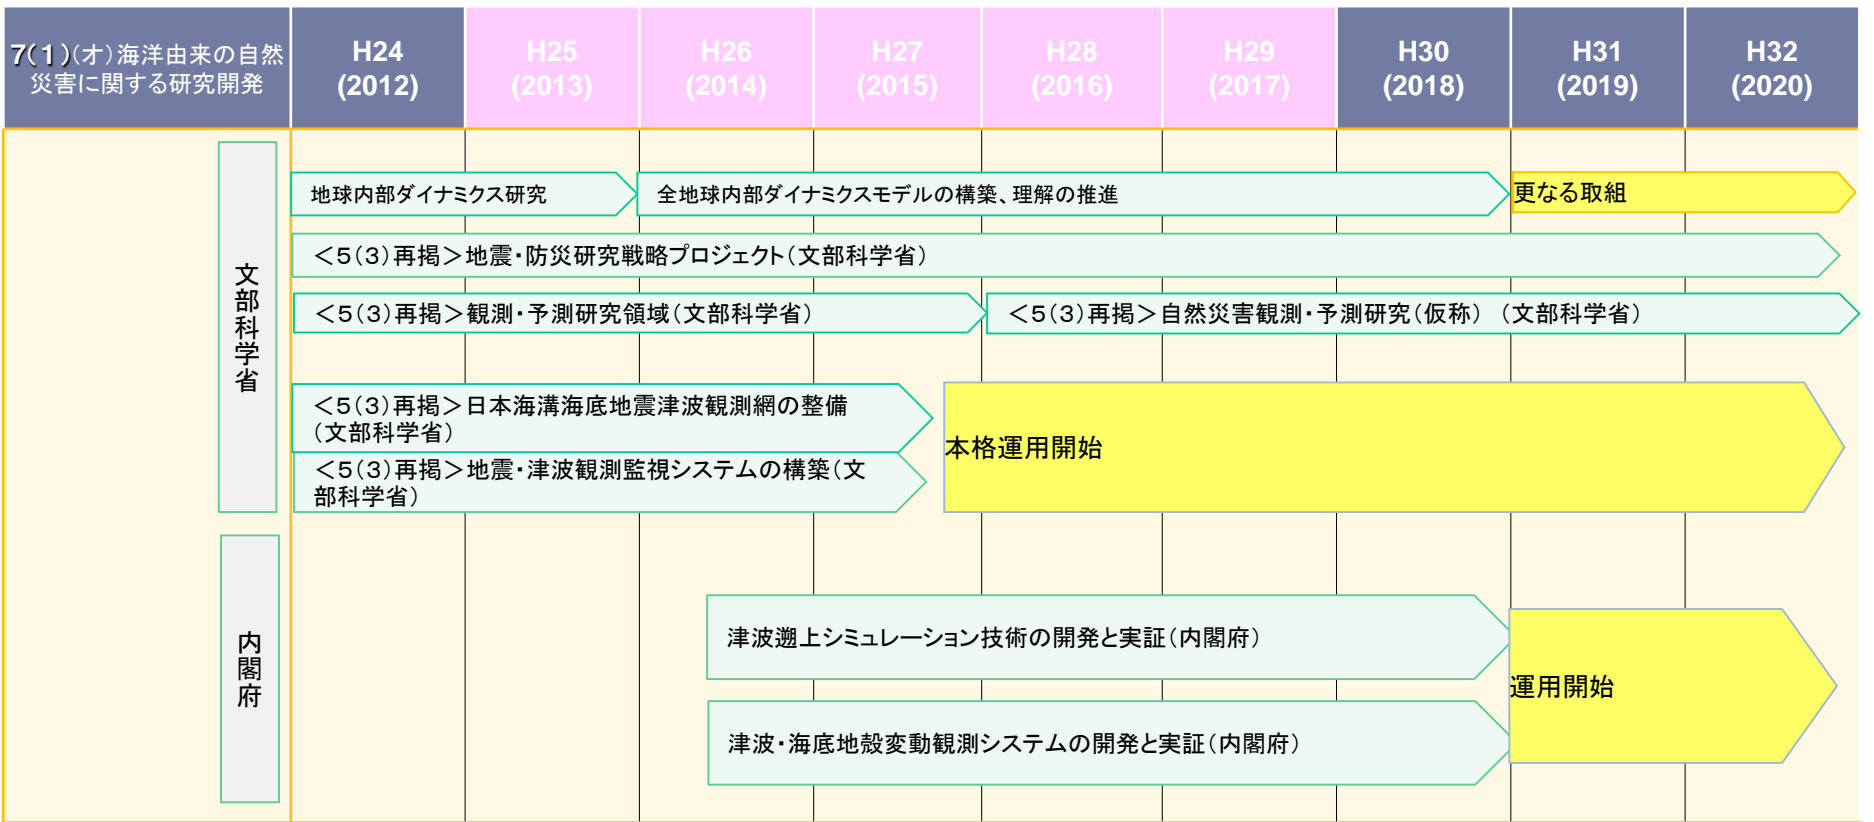 7(1)(オ)海洋由来の自然
災害に関する研究開発
H24
(2012)
H25
(2013)
H26
(2014)
H27
(2015)
H28
(2016)
H29
(2017)
H30
(2018)
H31
(2019)
H32
(2020)
文部科学省
地球内部ダイナミクス研究
全地球内部ダイナミクスモデルの構築、理解の推進
更なる取組
＜5(3)再掲＞地震・防災研究戦略プロジェクト(文部科学省)
＜5(3)再掲＞観測・予測研究領域(文部科学省)
＜5(3)再掲＞自然災害観測・予測研究(仮称) (文部科学省)
＜5(3)再掲＞日本海溝海底地震津波観測網の整備
(文部科学省)
＜5(3)再掲＞地震・津波観測監視システムの構築(文
部科学省)
本格運用開始
内閣府
津波遡上シミュレーション技術の開発と実証(内閣府)
津波・海底地殻変動観測システムの開発と実証(内閣府)
運用開始